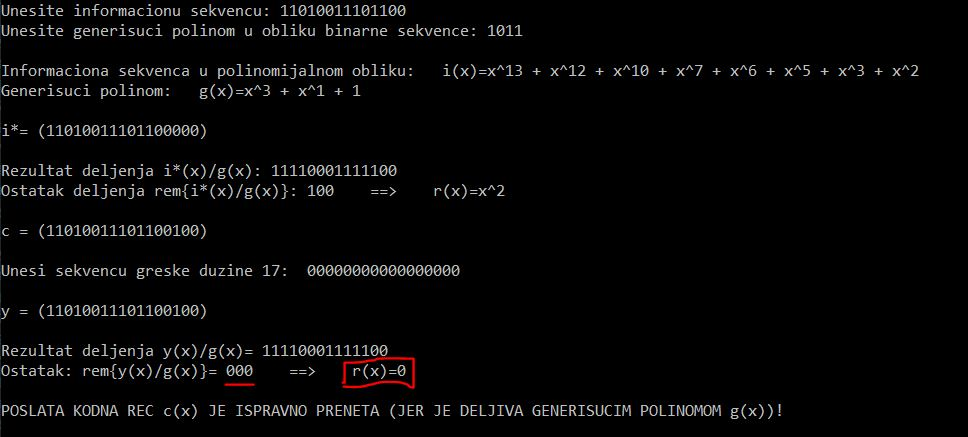 Unesite informacionu sekvencu: 11010011101100
Unesite generisuci polinom u obliku binarne sekvence: 1011
Informaciona sekvenca u polinomijalnom obliku: i(x)=x^13 + x^12 + x^10 + x^7 + x^6 + x^5 + x^3 + x^2
Generisuci polinom: g(x)=x^3 + x^1 + 1
i*= (11010011101100000)
Rezultat deljenja i*(x)/g(x): 11110001111100
Ostatak deljenja rem{i*(x)/g(x)}: 100 ==> r(x)=x^2
c = (11010011101100100)
Unesi sekvencu greske duzine 17: 00000000000000000
y = (11010011101100100)
Rezultat deljenja y(x)/g(x)= 11110001111100
Ostatak: rem{y(x)/g(x)}= 000 ==> r(x)=0
POSLATA KODNA REC c(x) JE ISPRAVNO PRENETA (JER JE DELJIVA GENERISUCIM POLINOMOM g(x))!